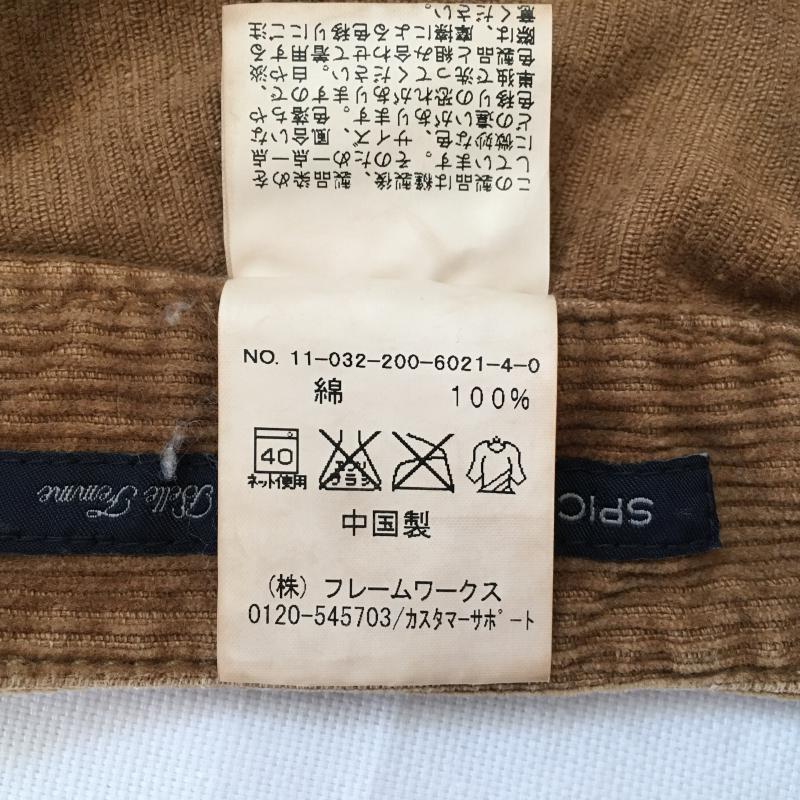 この製品は縫製後、製品染めを
しています。そのため一点一点
に微妙な色、サイズ、風合いな
どの違いがあります。色落ちや
色移りの恐れがありますので、
単独で洗ってください。白や淡
色製品と組み合わせて着用する
際は、摩擦による色移りにご注
意ください。
NO. 11-032-200-6021-4-0
綿 100%
40
ネット使用
中国製
(株) フレームワークス
0120-545703/カスタマーサポート
SPIC
Belle Femme